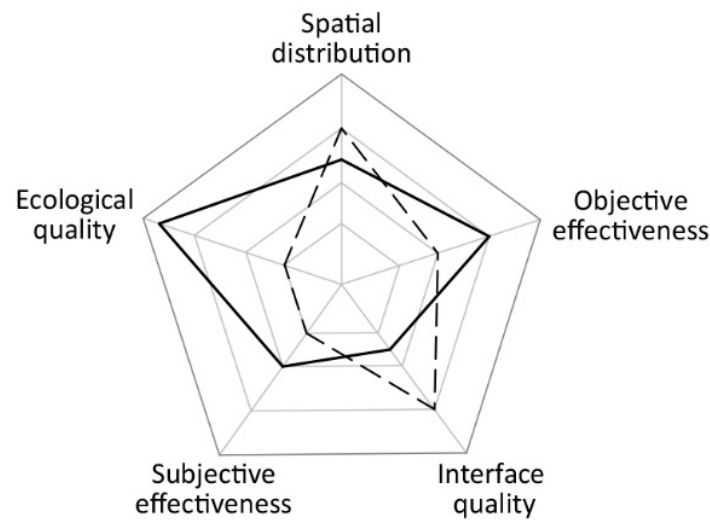 Spatial
distribution
Ecological
quality
Objective
effectiveness
Subjective
effectiveness
Interface
quality